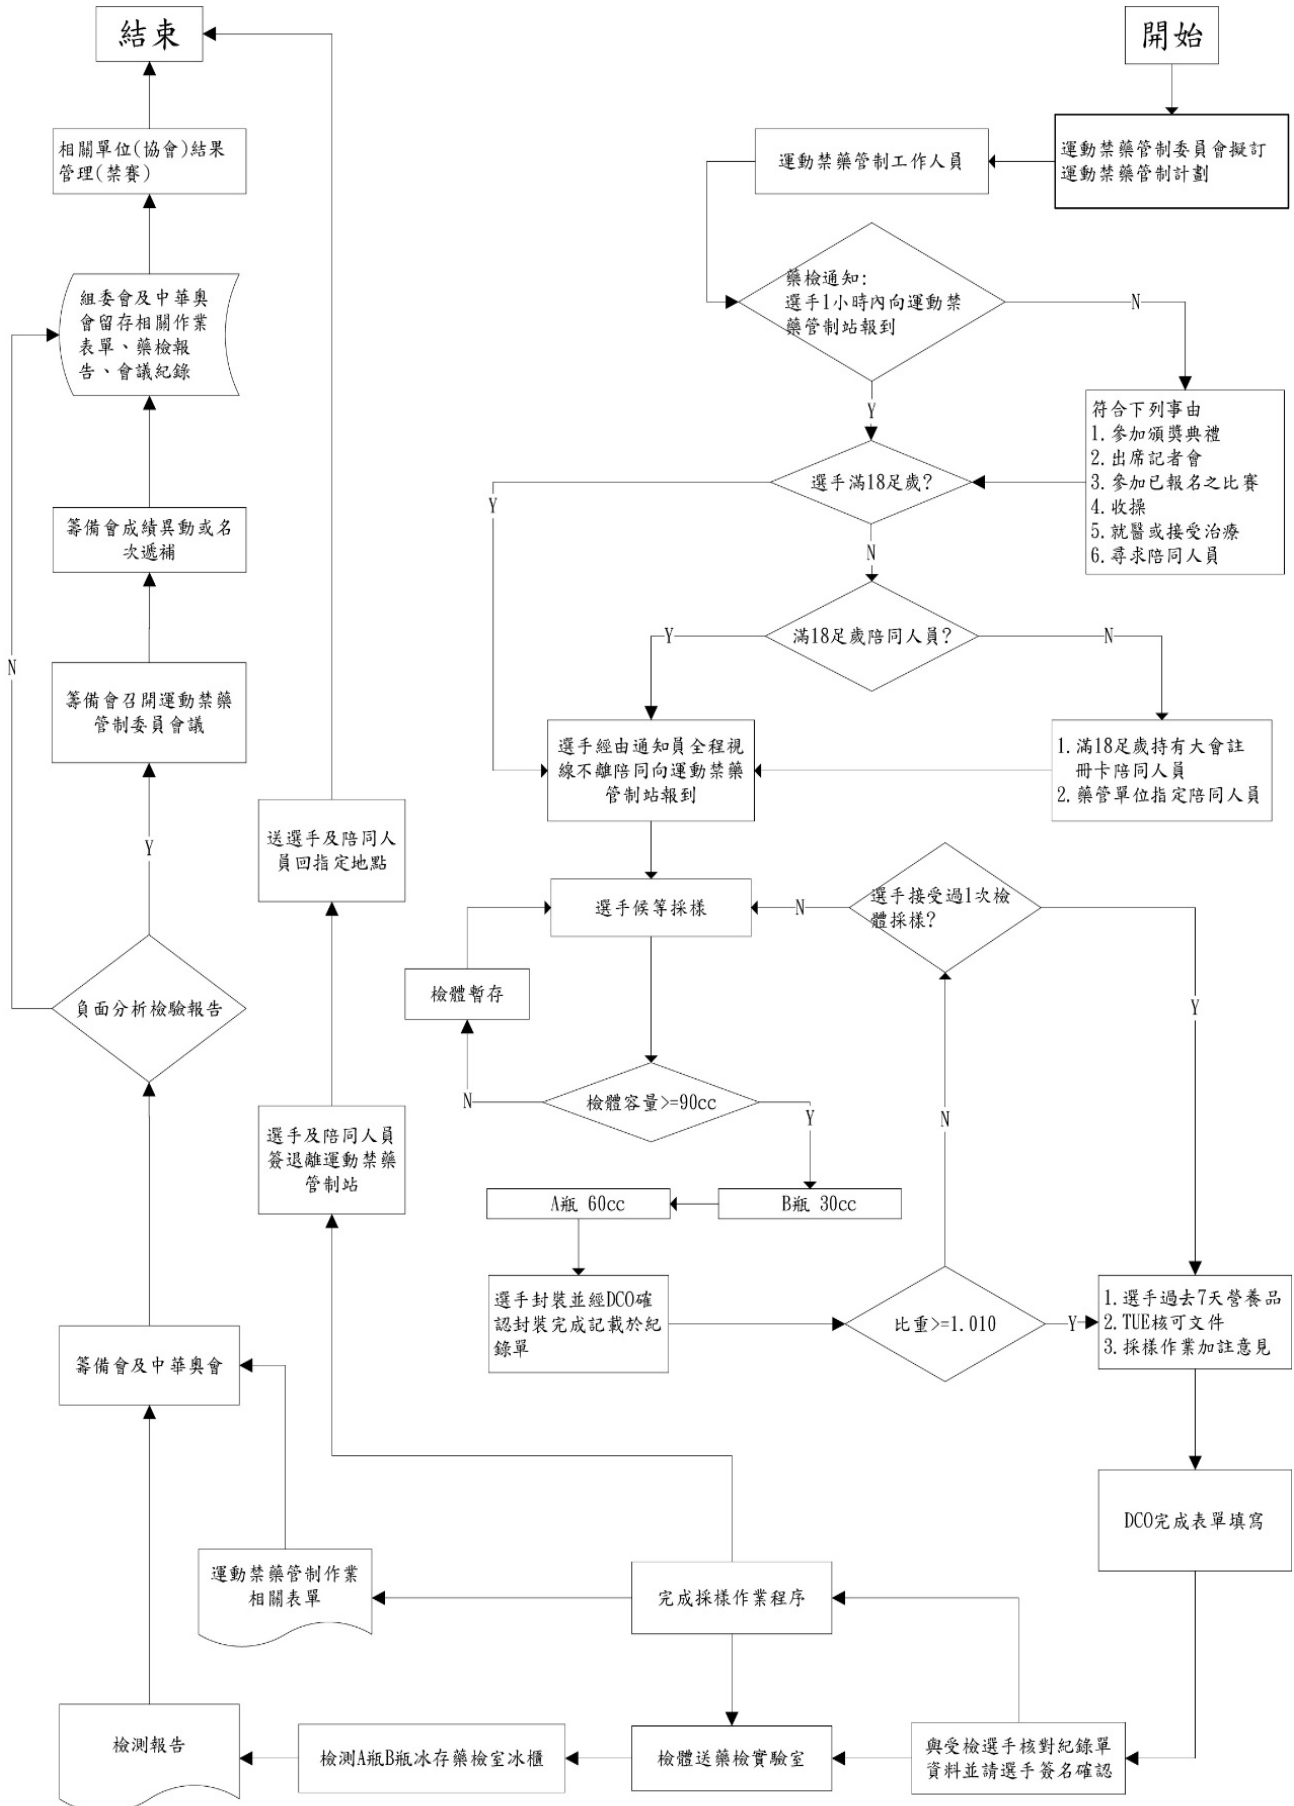 開始
運動禁藥管制委員會擬訂
運動禁藥管制計劃
運動禁藥管制工作人員
藥檢通知:
選手1小時內向運動禁
藥管制站報到
N
Y
符合下列事由
1. 參加頒獎典禮
2. 出席記者會
3. 參加已報名之比賽
4. 收操
5. 就醫或接受治療
6. 尋求陪同人員
選手滿18足歲?
Y
N
滿18足歲陪同人員?
Y
N
1. 滿18足歲持有大會註
冊卡陪同人員
2. 藥管單位指定陪同人員
選手經由通知員全程視
線不離陪同向運動禁藥
管制站報到
選手候等採樣
檢體暫存
檢體容量>=90cc
N
Y
B瓶 30cc
A瓶 60cc
選手封裝並經DCO確
認封裝完成記載於紀
錄單
比重>=1.010
N
Y
選手接受過1次檢
體採樣?
N
Y
1. 選手過去7天營養品
2. TUE核可文件
3. 採樣作業加註意見
DCO完成表單填寫
與受檢選手核對紀錄單
資料並請選手簽名確認
完成採樣作業程序
檢體送藥檢實驗室
檢測A瓶B瓶冰存藥檢室冰櫃
檢測報告
運動禁藥管制作業
相關表單
選手及陪同人員
簽退離運動禁藥
管制站
送選手及陪同人
員回指定地點
籌備會及中華奧會
負面分析檢驗報告
Y
N
籌備會召開運動禁藥
管制委員會議
籌備會成績異動或名
次遞補
組委會及中華奧
會留存相關作業
表單、藥檢報
告、會議紀錄
相關單位(協會)結果
管理(禁賽)
結束